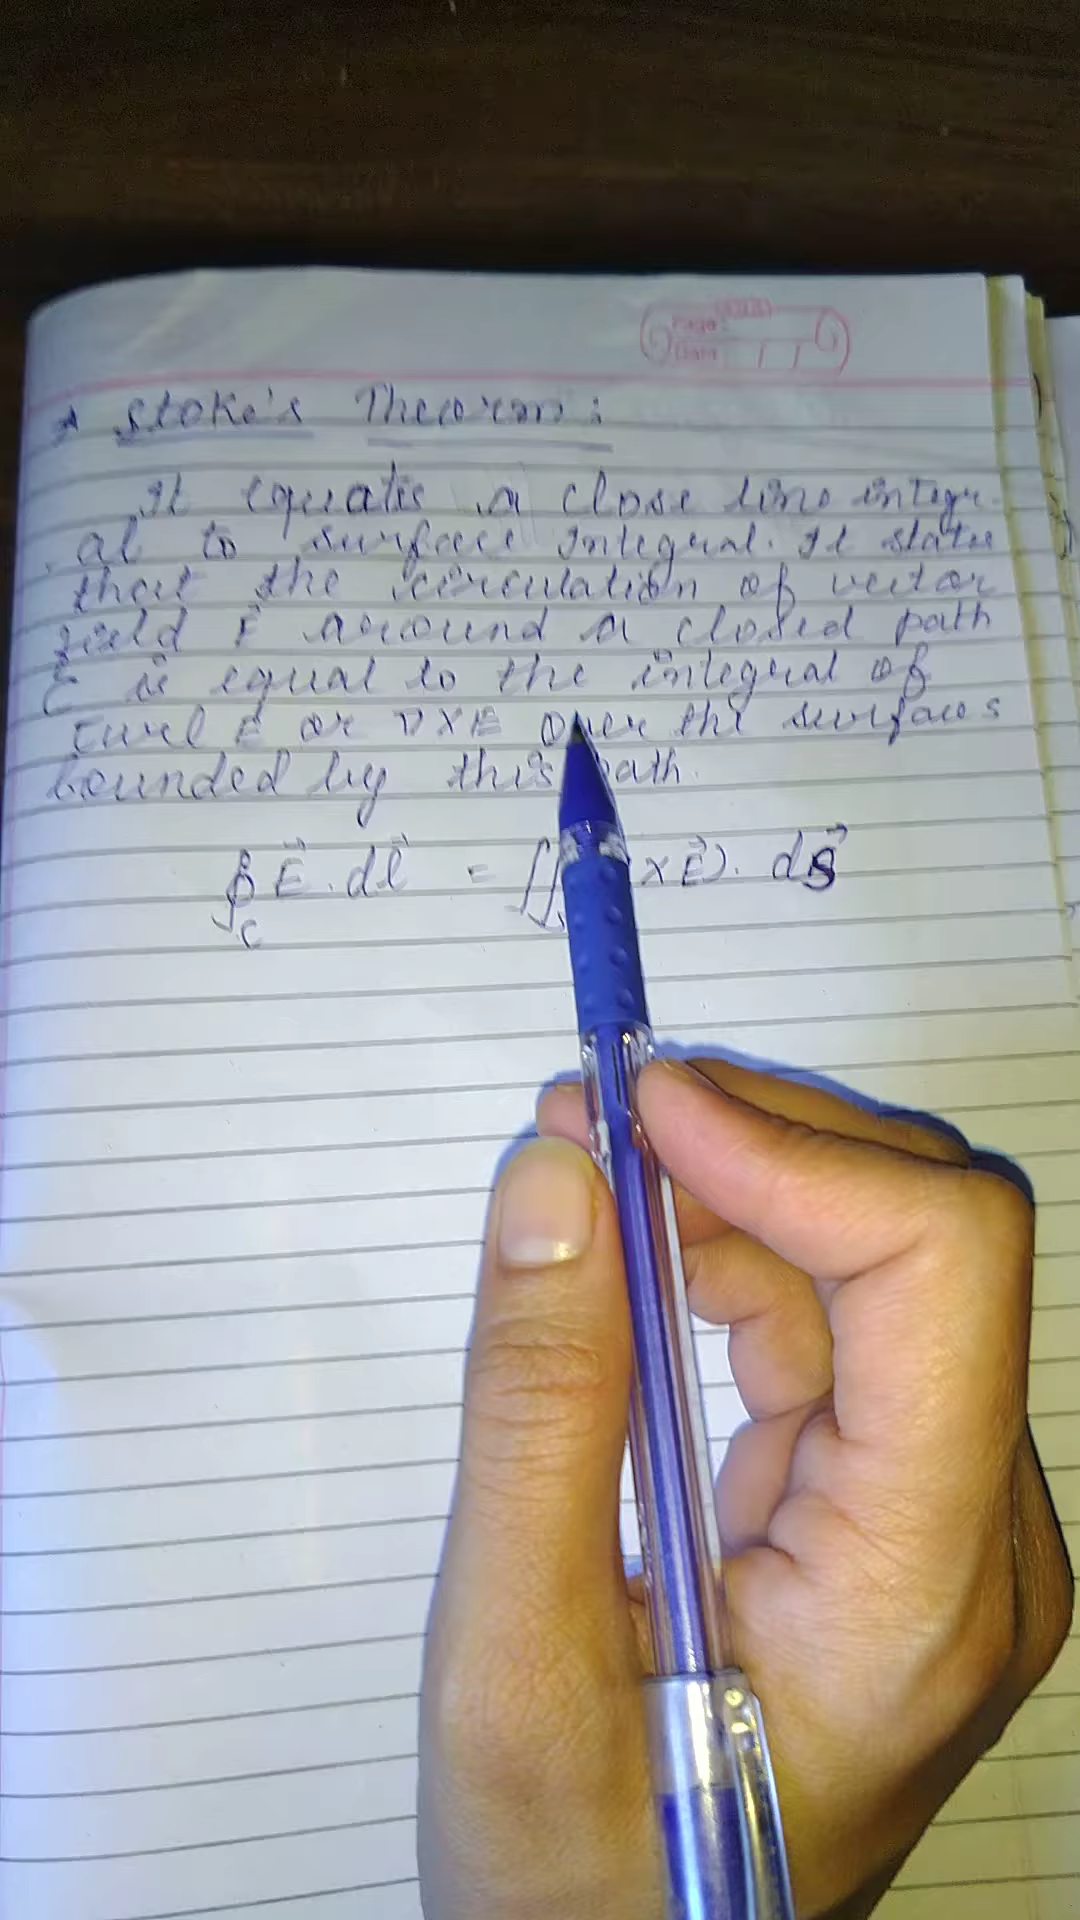 Page:
Date
* Stoke's Theorem:
It equates a close line integr-
al to surface integral. It states
that the circulation of vector
field E around a closed path
C is equal to the integral of
curl E or ∇×E over the surfaces
bounded by this path.
∮C E⃗ . dl⃗ = ∬ ×E⃗). dS⃗